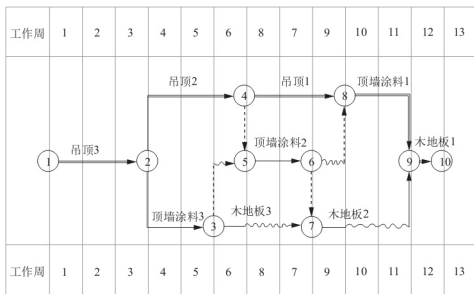 工作周 1 2 3 4 5 6 8 7 9 10 11 12 13
吊顶2 吊顶1 顶墙涂料1
④ ⑧
吊顶3 顶墙涂料2 木地板1
① ② ⑤ ⑥ ⑨ ⑩
顶墙涂料3 木地板3 木地板2
③ ⑦
工作周 1 2 3 4 5 6 8 7 9 10 11 12 13